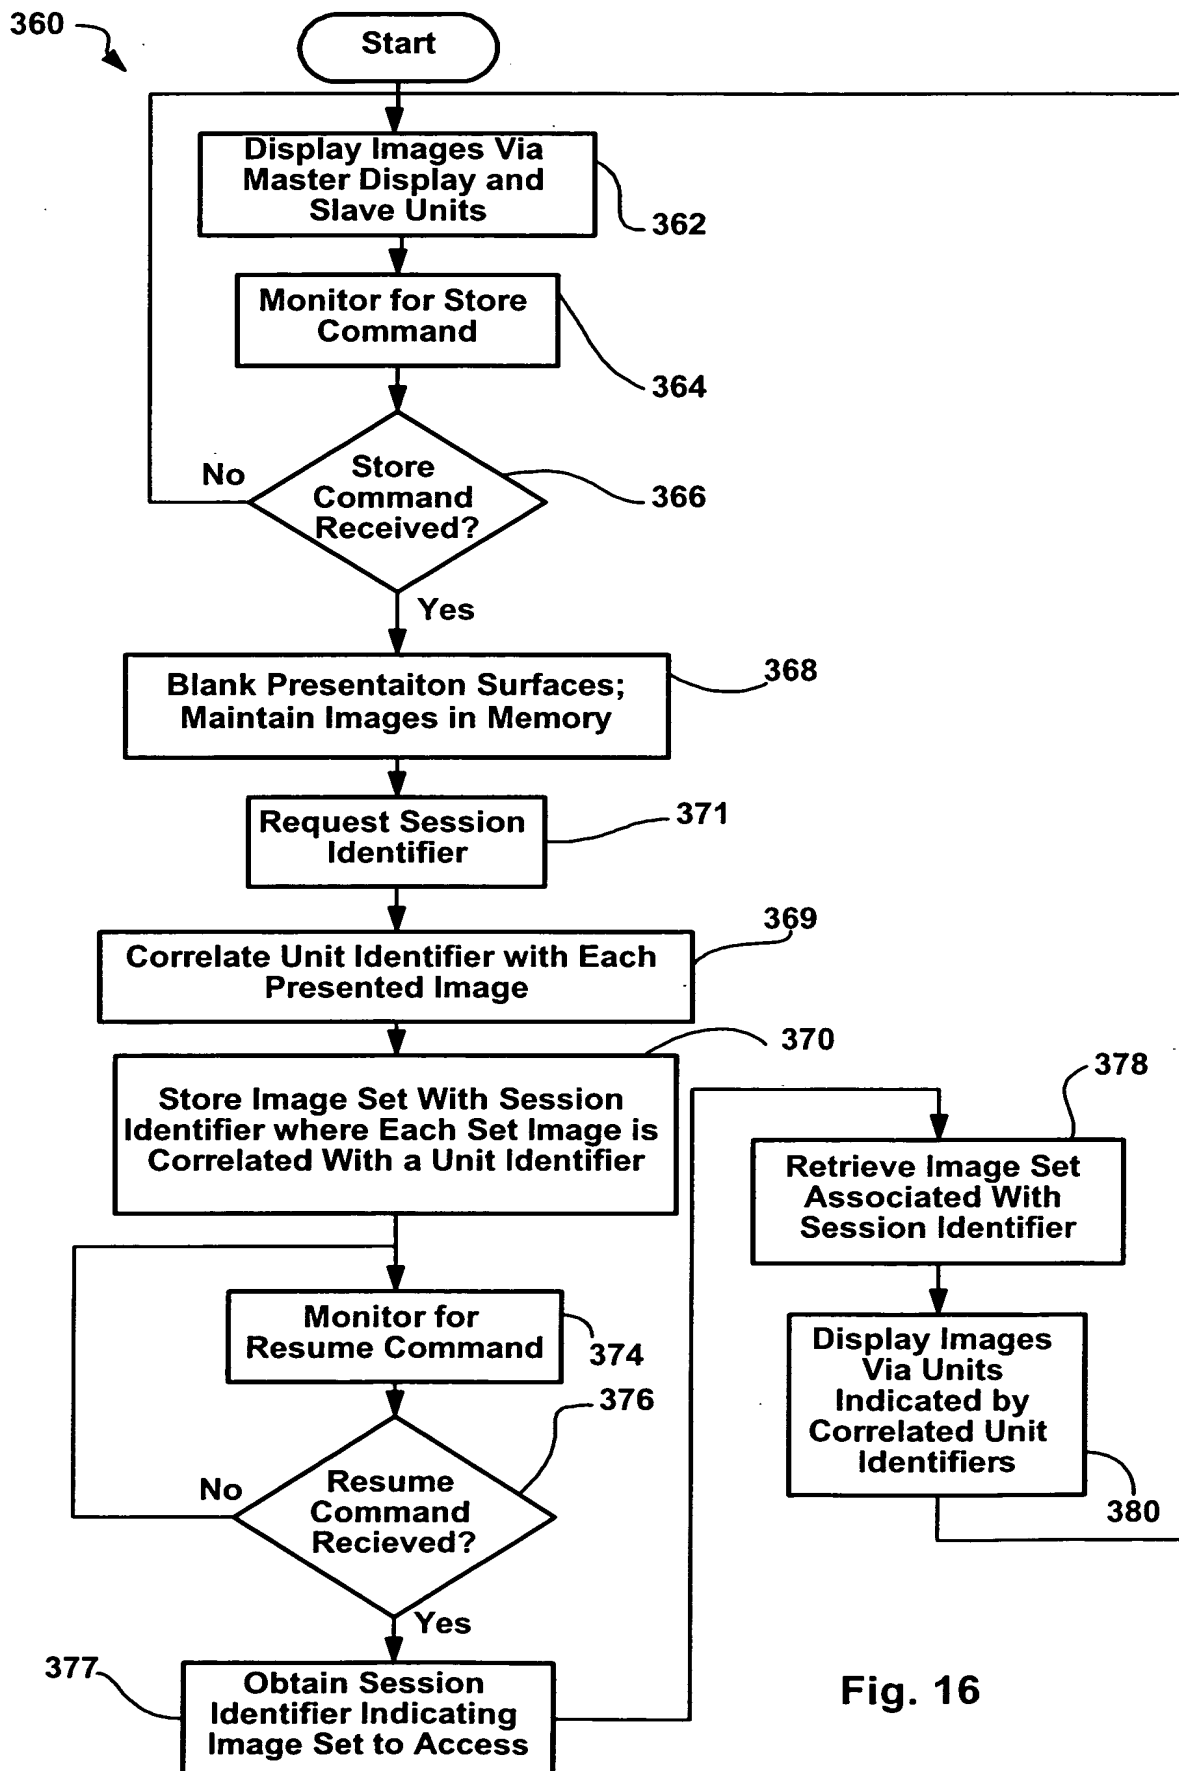 360
Start
Display Images Via
Master Display and
Slave Units
362
Monitor for Store
Command
364
Store
Command
Received?
No
366
Yes
Blank Presentaiton Surfaces;
Maintain Images in Memory
368
Request Session
Identifier
371
Correlate Unit Identifier with Each
Presented Image
369
Store Image Set With Session
Identifier where Each Set Image is
Correlated With a Unit Identifier
370
Monitor for
Resume Command
374
Resume
Command
Recieved?
No
376
Yes
Obtain Session
Identifier Indicating
Image Set to Access
377
Retrieve Image Set
Associated With
Session Identifier
378
Display Images
Via Units
Indicated by
Correlated Unit
Identifiers
380
Fig. 16